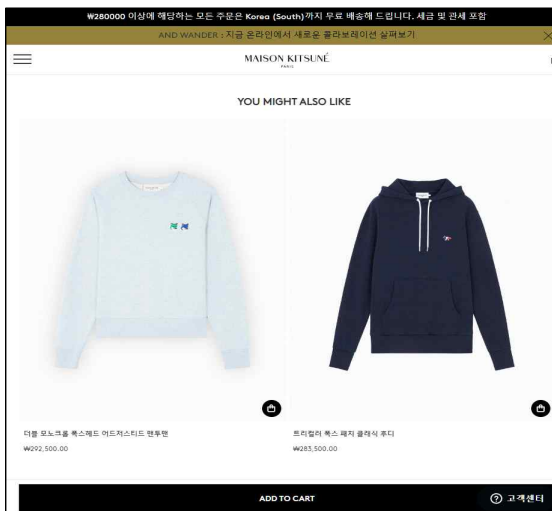 ₩280000 이상에 해당하는 모든 주문은 Korea (South)까지 무료 배송해 드립니다. 세금 및 관세 포함
AND WANDER : 지금 온라인에서 새로운 콜라보레이션 살펴보기
MAISON KITSUNÉ
PARIS
YOU MIGHT ALSO LIKE
더블 모노크롬 폭스헤드 어드저스티드 맨투맨
₩292,500.00
트리컬러 폭스 패치 클래식 후디
₩283,500.00
ADD TO CART
고객센터